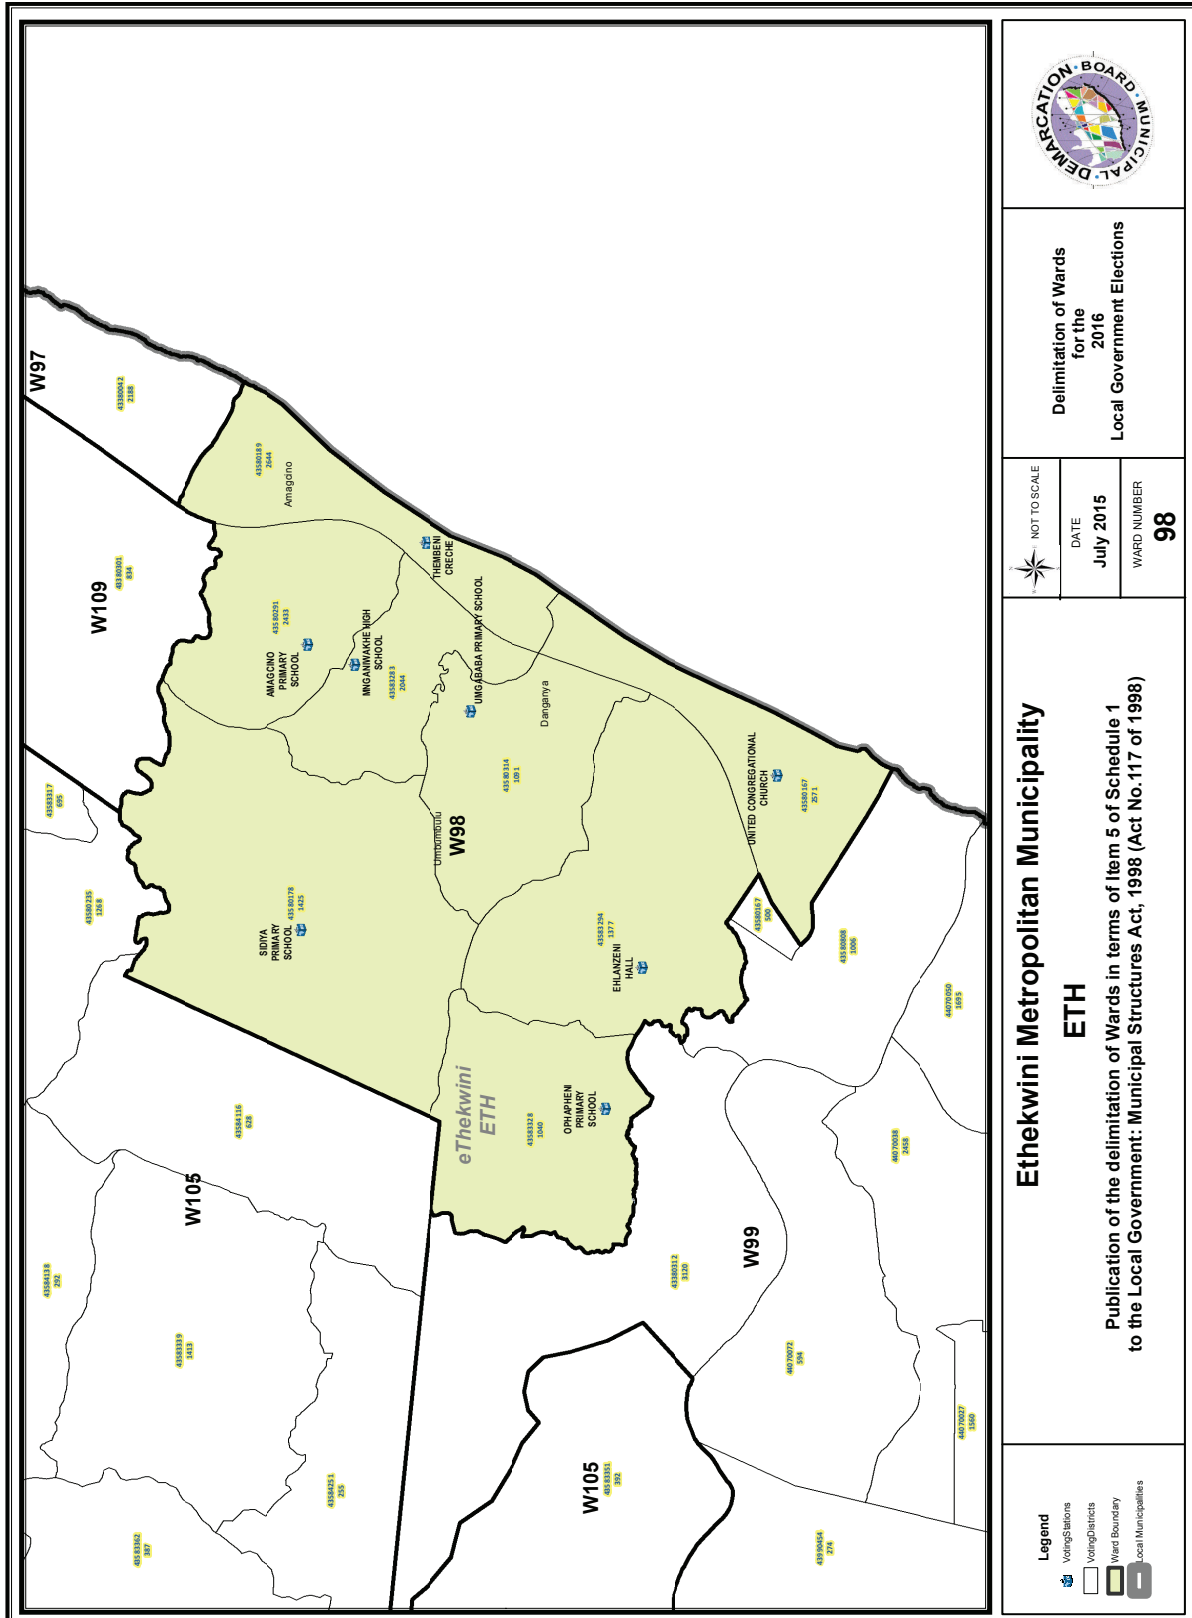 W97
43380042
2188
W109
43380301
834
43580189
2644
Amagcino
43580291
2433
AMAGCINO
PRIMARY
SCHOOL
MNGANIWAKHE HIGH
SCHOOL
43583283
2044
THEMBENI
CRECHE
UMGABABA PRIMARY SCHOOL
Danganya
43580314
1091
Umbumbulu
W98
43583317
695
43580235
1268
SIDIYA
PRIMARY
SCHOOL
43580178
1425
UNITED CONGREGATIONAL
CHURCH
43580167
2571
43580167
500
43583294
1377
EHLANZENI
HALL
43580808
1006
44070050
1695
eThekwini
ETH
43583328
1040
OPHAPHENI
PRIMARY
SCHOOL
43584116
628
W105
43584138
292
43583339
1413
43584251
255
43583362
387
W99
43380312
3120
44070038
2458
44070072
594
44070027
1560
W105
43583351
392
43990454
274
Legend
VotingStations
VotingDistricts
Ward Boundary
Local Municipalities
Ethekwini Metropolitan Municipality
ETH
Publication of the delimitation of Wards in terms of Item 5 of Schedule 1
to the Local Government: Municipal Structures Act, 1998 (Act No.117 of 1998)
NOT TO SCALE
DATE
July 2015
WARD NUMBER
98
Delimitation of Wards
for the
2016
Local Government Elections
MUNICIPAL · DEMARCATION · BOARD